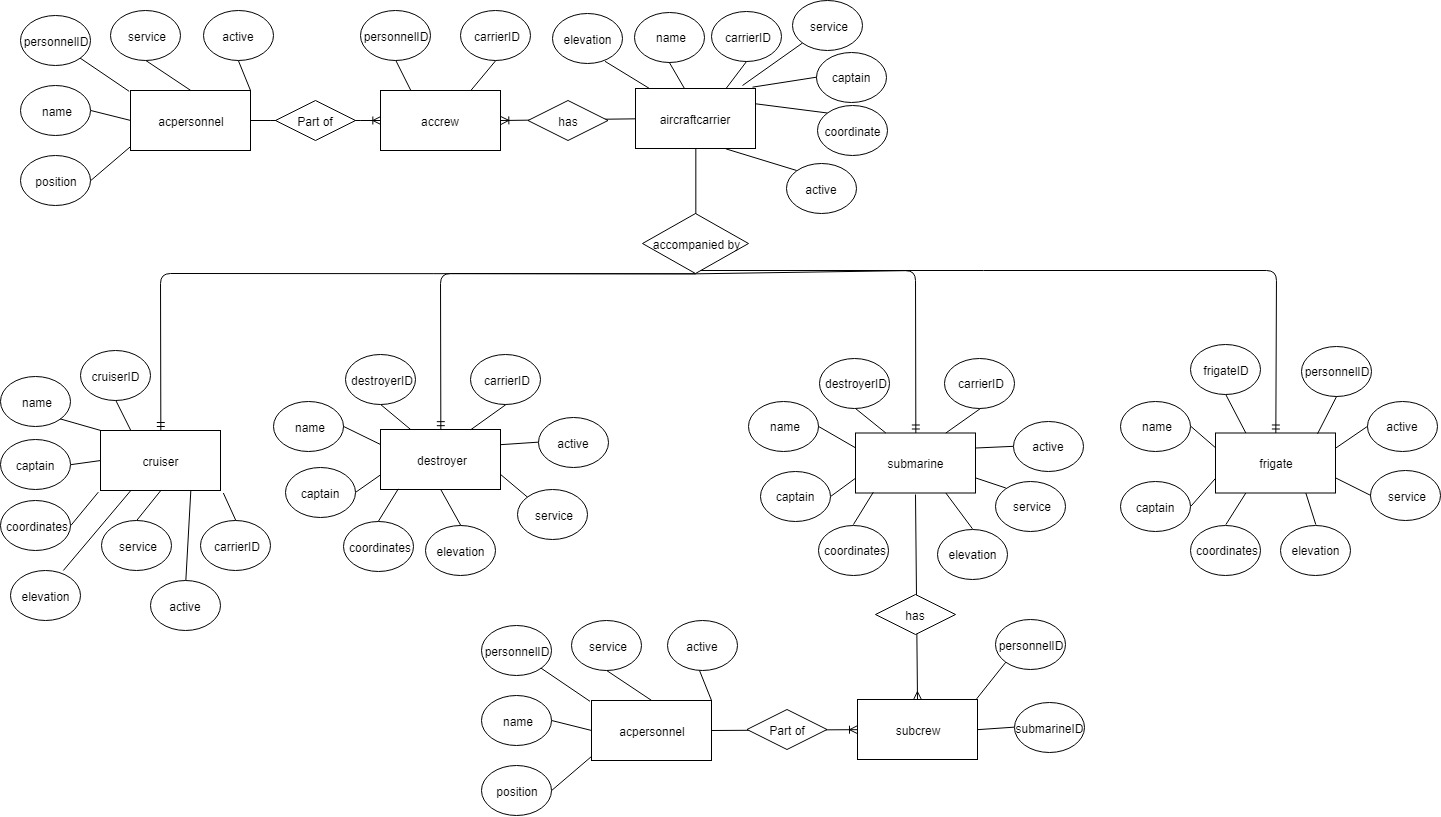 personnelID
service
active
name
position
acpersonnel
Part of
personnelID
carrierID
accrew
has
elevation
name
carrierID
service
captain
coordinate
active
aircraftcarrier
accompanied by
name
cruiserID
captain
coordinates
elevation
service
active
carrierID
cruiser
destroyerID
carrierID
name
captain
coordinates
elevation
service
active
destroyer
destroyerID
carrierID
name
captain
coordinates
elevation
service
active
submarine
frigateID
personnelID
name
captain
coordinates
elevation
service
active
frigate
has
personnelID
service
active
name
position
acpersonnel
Part of
subcrew
personnelID
submarineID